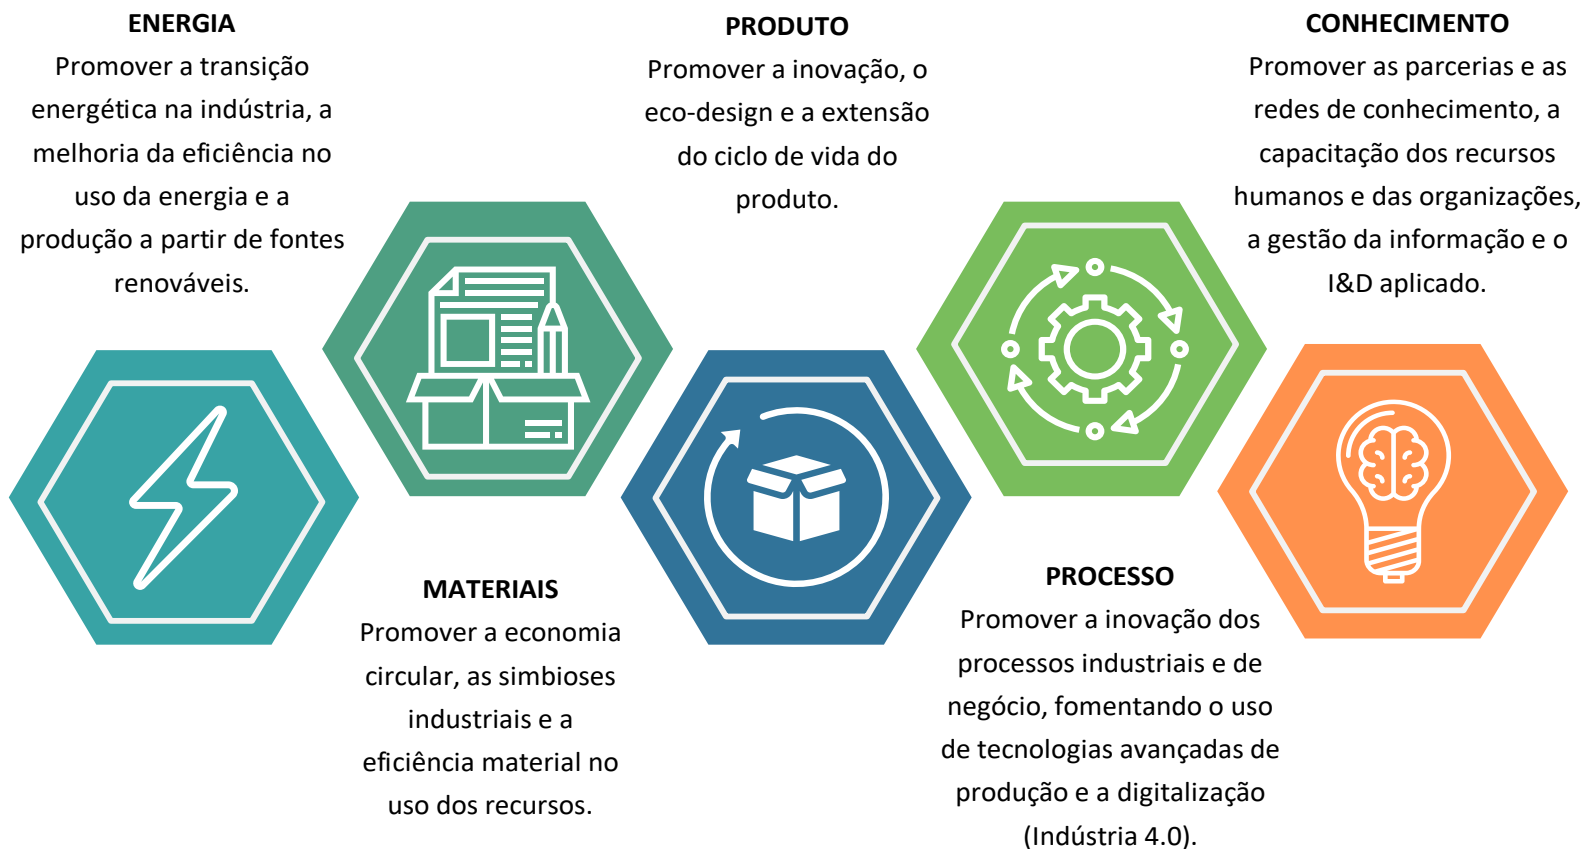 ENERGIA
Promover a transição
energética na indústria, a
melhoria da eficiência no
uso da energia e a
produção a partir de fontes
renováveis.
MATERIAIS
Promover a economia
circular, as simbioses
industriais e a
eficiência material no
uso dos recursos.
PRODUTO
Promover a inovação, o
eco-design e a extensão
do ciclo de vida do
produto.
PROCESSO
Promover a inovação dos
processos industriais e de
negócio, fomentando o uso
de tecnologias avançadas de
produção e a digitalização
(Indústria 4.0).
CONHECIMENTO
Promover as parcerias e as
redes de conhecimento, a
capacitação dos recursos
humanos e das organizações,
a gestão da informação e o
I&D aplicado.